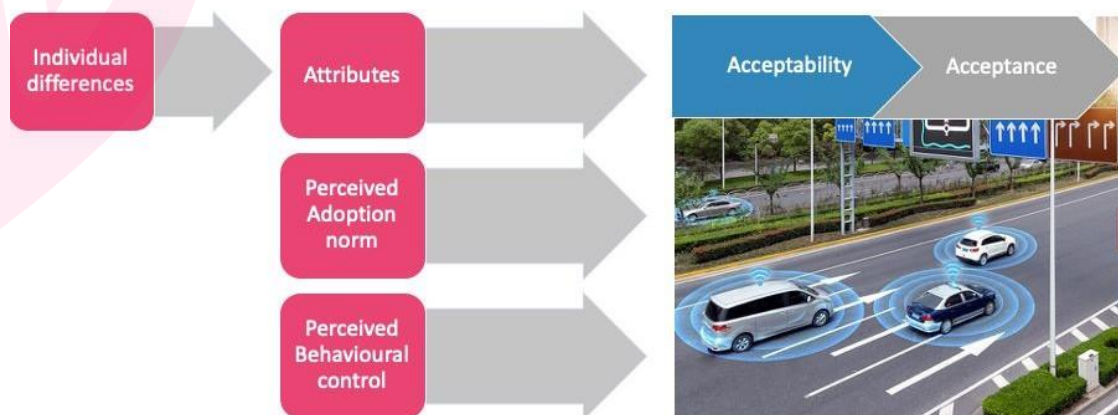 Individual
differences
Attributes
Acceptability
Acceptance
Perceived
Adoption
norm
Perceived
Behavioural
control